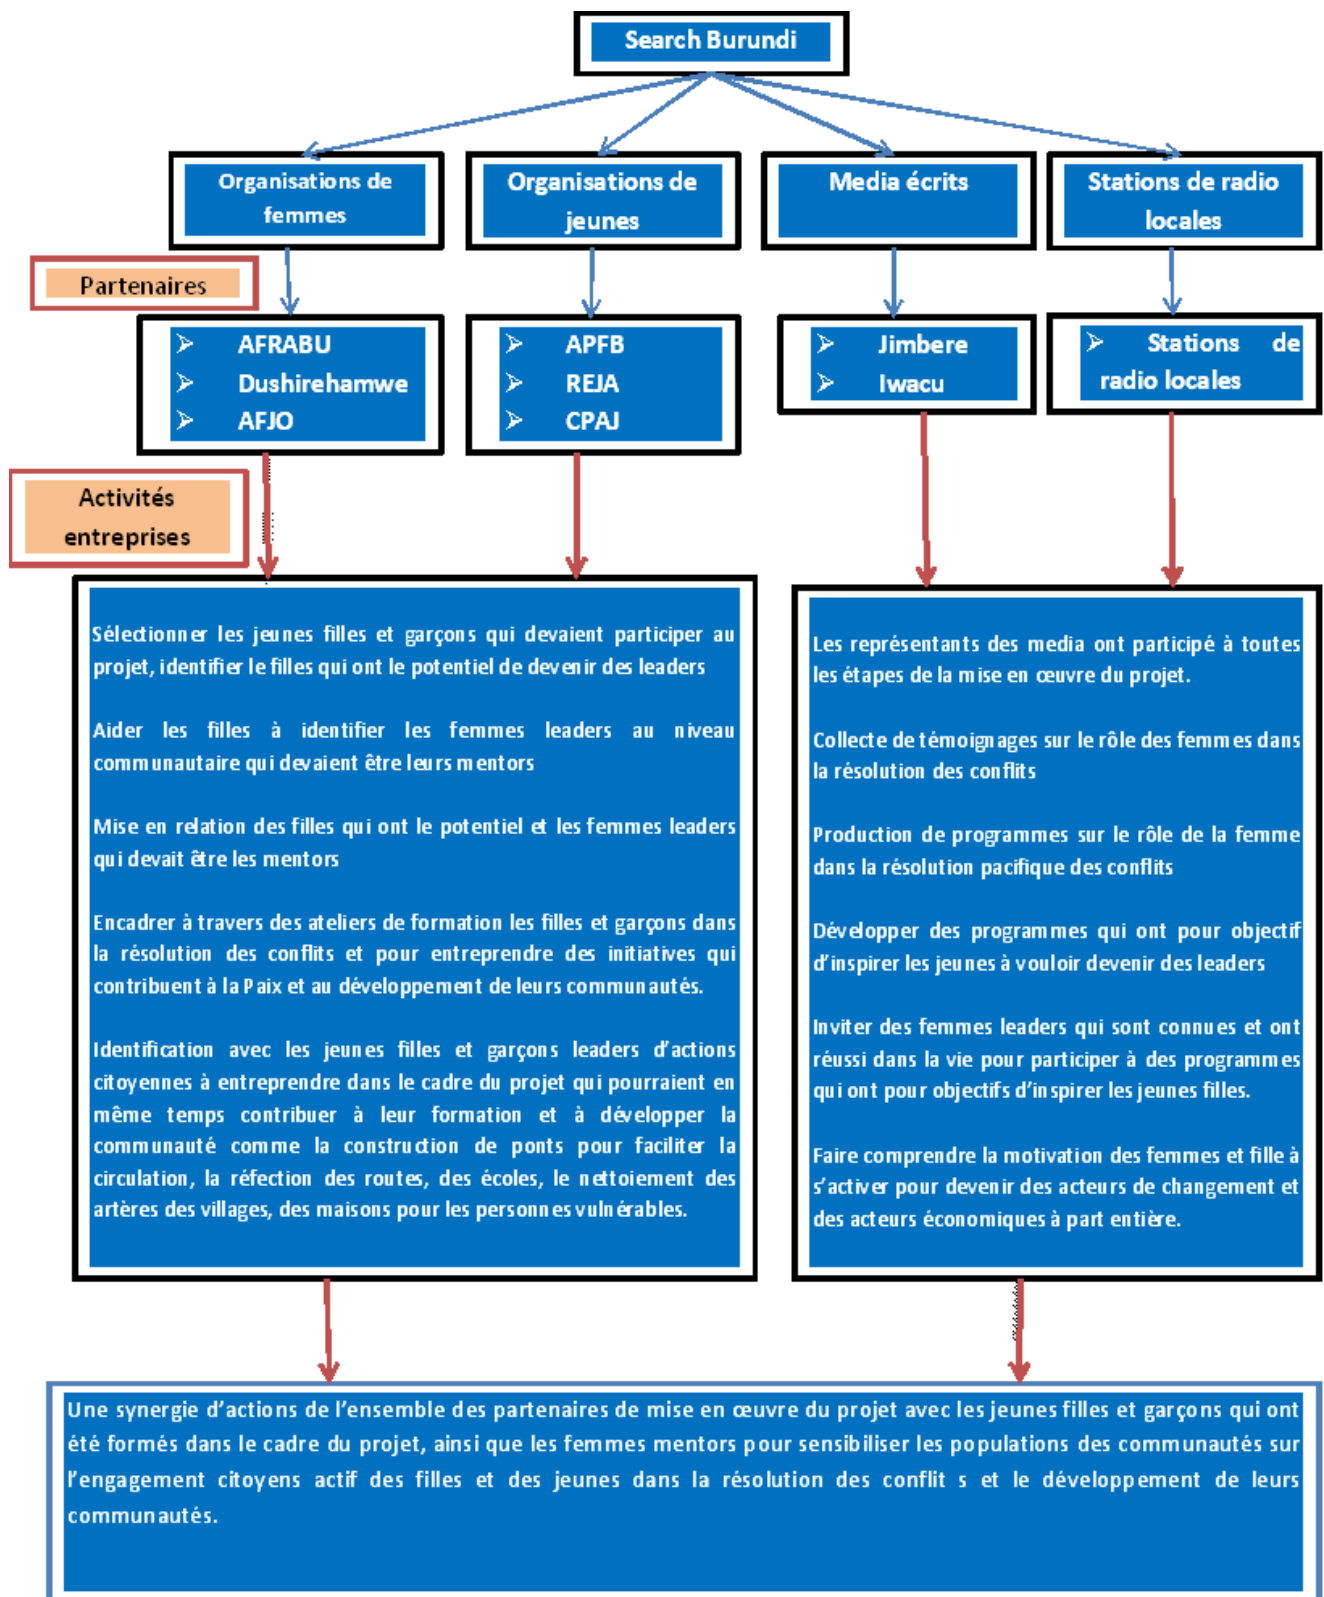 Search Burundi
Organisations de
femmes
Organisations de
jeunes
Media écrits
Stations de radio
locales
Partenaires
AFRABU
Dushirehamwe
AFJO
APFB
REJA
CPAJ
Jimbere
Iwacu
Stations de
radio locales
Activités
entreprises
Sélectionner les jeunes filles et garçons qui devaient participer au
projet, identifier le filles qui ont le potentiel de devenir des leaders
Aider les filles à identifier les femmes leaders au niveau
communautaire qui devaient être leurs mentors
Mise en relation des filles qui ont le potentiel et les femmes leaders
qui devait être les mentors
Encadrer à travers des ateliers de formation les filles et garçons dans
la résolution des conflits et pour entreprendre des initiatives qui
contribuent à la Paix et au développement de leurs communautés.
Identification avec les jeunes filles et garçons leaders d'actions
citoyennes à entreprendre dans le cadre du projet qui pourraient en
même temps contribuer à leur formation et à développer la
communauté comme la construction de ponts pour faciliter la
circulation, la réfection des routes, des écoles, le nettoiement des
artères des villages, des maisons pour les personnes vulnérables.
Les représentants des media ont participé à toutes
les étapes de la mise en œuvre du projet.
Collecte de témoignages sur le rôle des femmes dans
la résolution des conflits
Production de programmes sur le rôle de la femme
dans la résolution pacifique des conflits
Développer des programmes qui ont pour objectif
d'inspirer les jeunes à vouloir devenir des leaders
Inviter des femmes leaders qui sont connues et ont
réussi dans la vie pour participer à des programmes
qui ont pour objectifs d'inspirer les jeunes filles.
Faire comprendre la motivation des femmes et fille à
s'activer pour devenir des acteurs de changement et
des acteurs économiques à part entière.
Une synergie d'actions de l'ensemble des partenaires de mise en œuvre du projet avec les jeunes filles et garçons qui ont
été formés dans le cadre du projet, ainsi que les femmes mentors pour sensibiliser les populations des communautés sur
l'engagement citoyens actif des filles et des jeunes dans la résolution des conflit s et le développement de leurs
communautés.